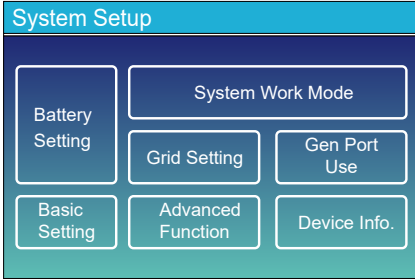 System Setup
Battery
Setting
System Work Mode
Grid Setting
Gen Port
Use
Basic
Setting
Advanced
Function
Device Info.